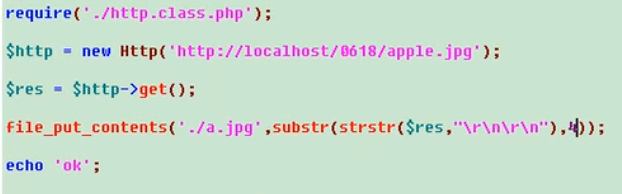 require('./http.class.php');
$http = new Http('http://localhost/0618/apple.jpg');
$res = $http->get();
file_put_contents('./a.jpg',substr(strstr($res,"\r\n\r\n"),4));
echo 'ok';